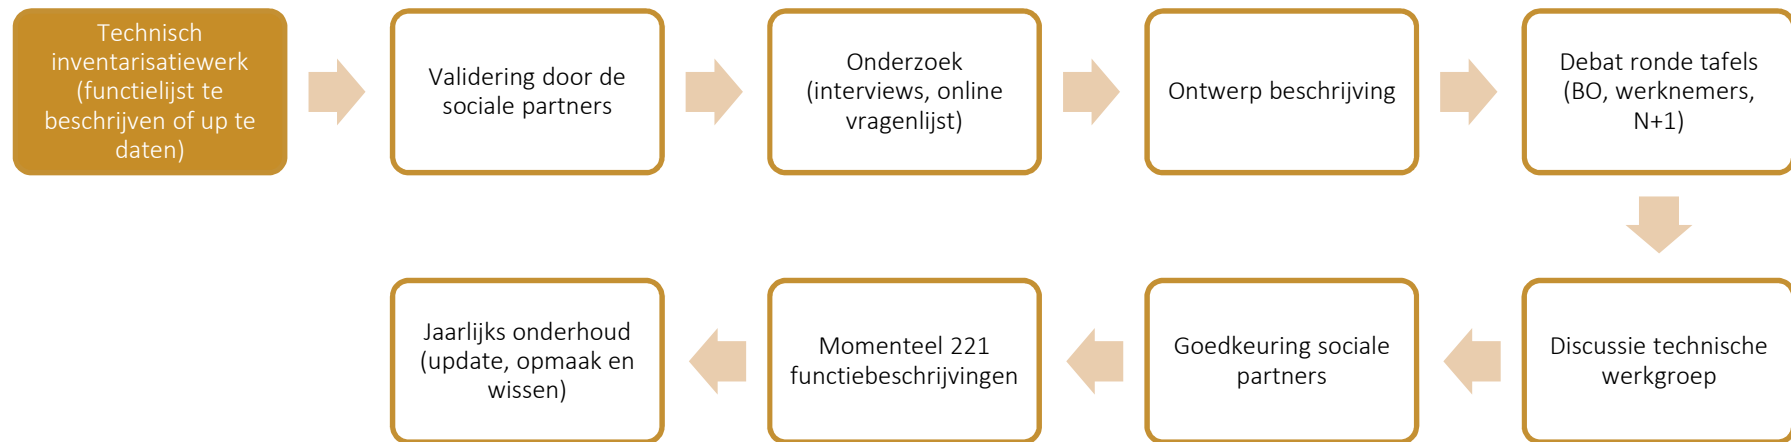 Technisch
inventarisatiewerk
(functielijst te
beschrijven of up te
daten)
Validering door de
sociale partners
Onderzoek
(interviews, online
vragenlijst)
Ontwerp beschrijving
Debat ronde tafels
(BO, werknemers,
N+1)
Discussie technische
werkgroep
Goedkeuring sociale
partners
Momenteel 221
functiebeschrijvingen
Jaarlijks onderhoud
(update, opmaak en
wissen)